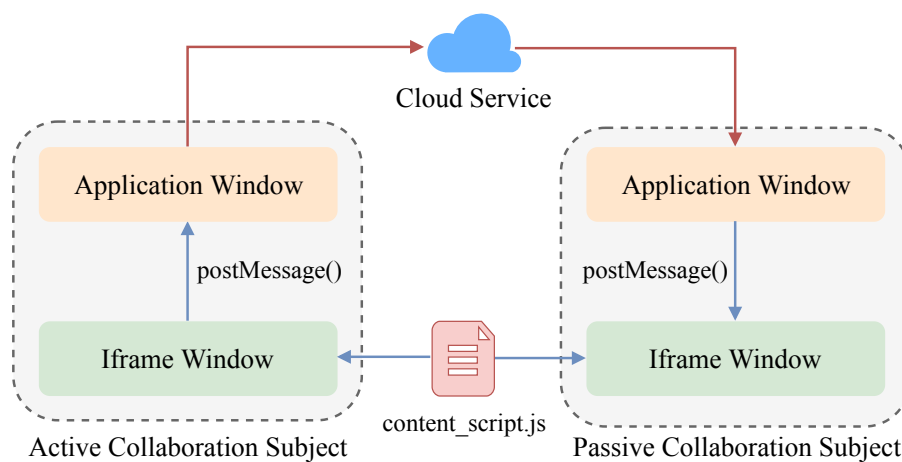 Cloud Service
Application Window
Application Window
postMessage()
postMessage()
Iframe Window
Iframe Window
content_script.js
Active Collaboration Subject
Passive Collaboration Subject